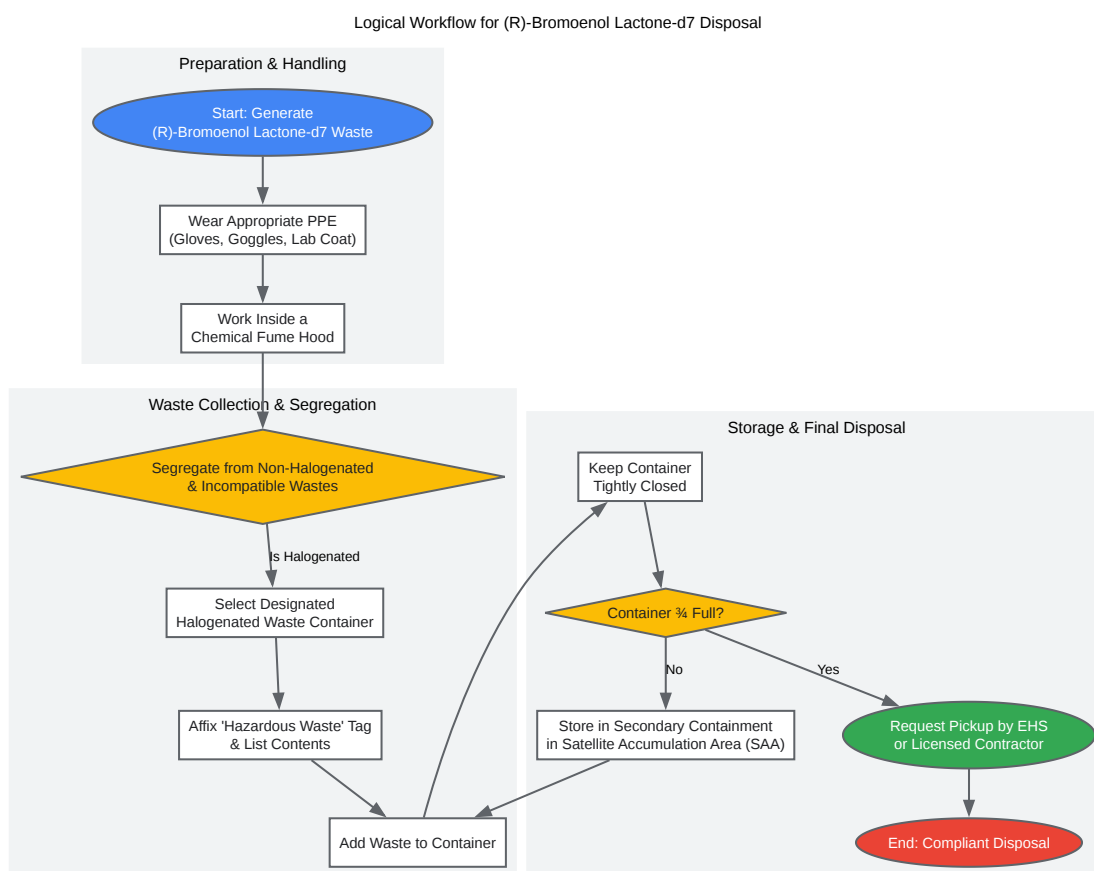 Logical Workflow for (R)-Bromoenol Lactone-d7 Disposal
Preparation & Handling
Start: Generate
(R)-Bromoenol Lactone-d7 Waste
Wear Appropriate PPE
(Gloves, Goggles, Lab Coat)
Work Inside a
Chemical Fume Hood
Waste Collection & Segregation
Segregate from Non-Halogenated
& Incompatible Wastes
Is Halogenated
Select Designated
Halogenated Waste Container
Affix 'Hazardous Waste' Tag
& List Contents
Add Waste to Container
Storage & Final Disposal
Keep Container
Tightly Closed
Container ¾ Full?
No
Yes
Store in Secondary Containment
in Satellite Accumulation Area (SAA)
Request Pickup by EHS
or Licensed Contractor
End: Compliant Disposal